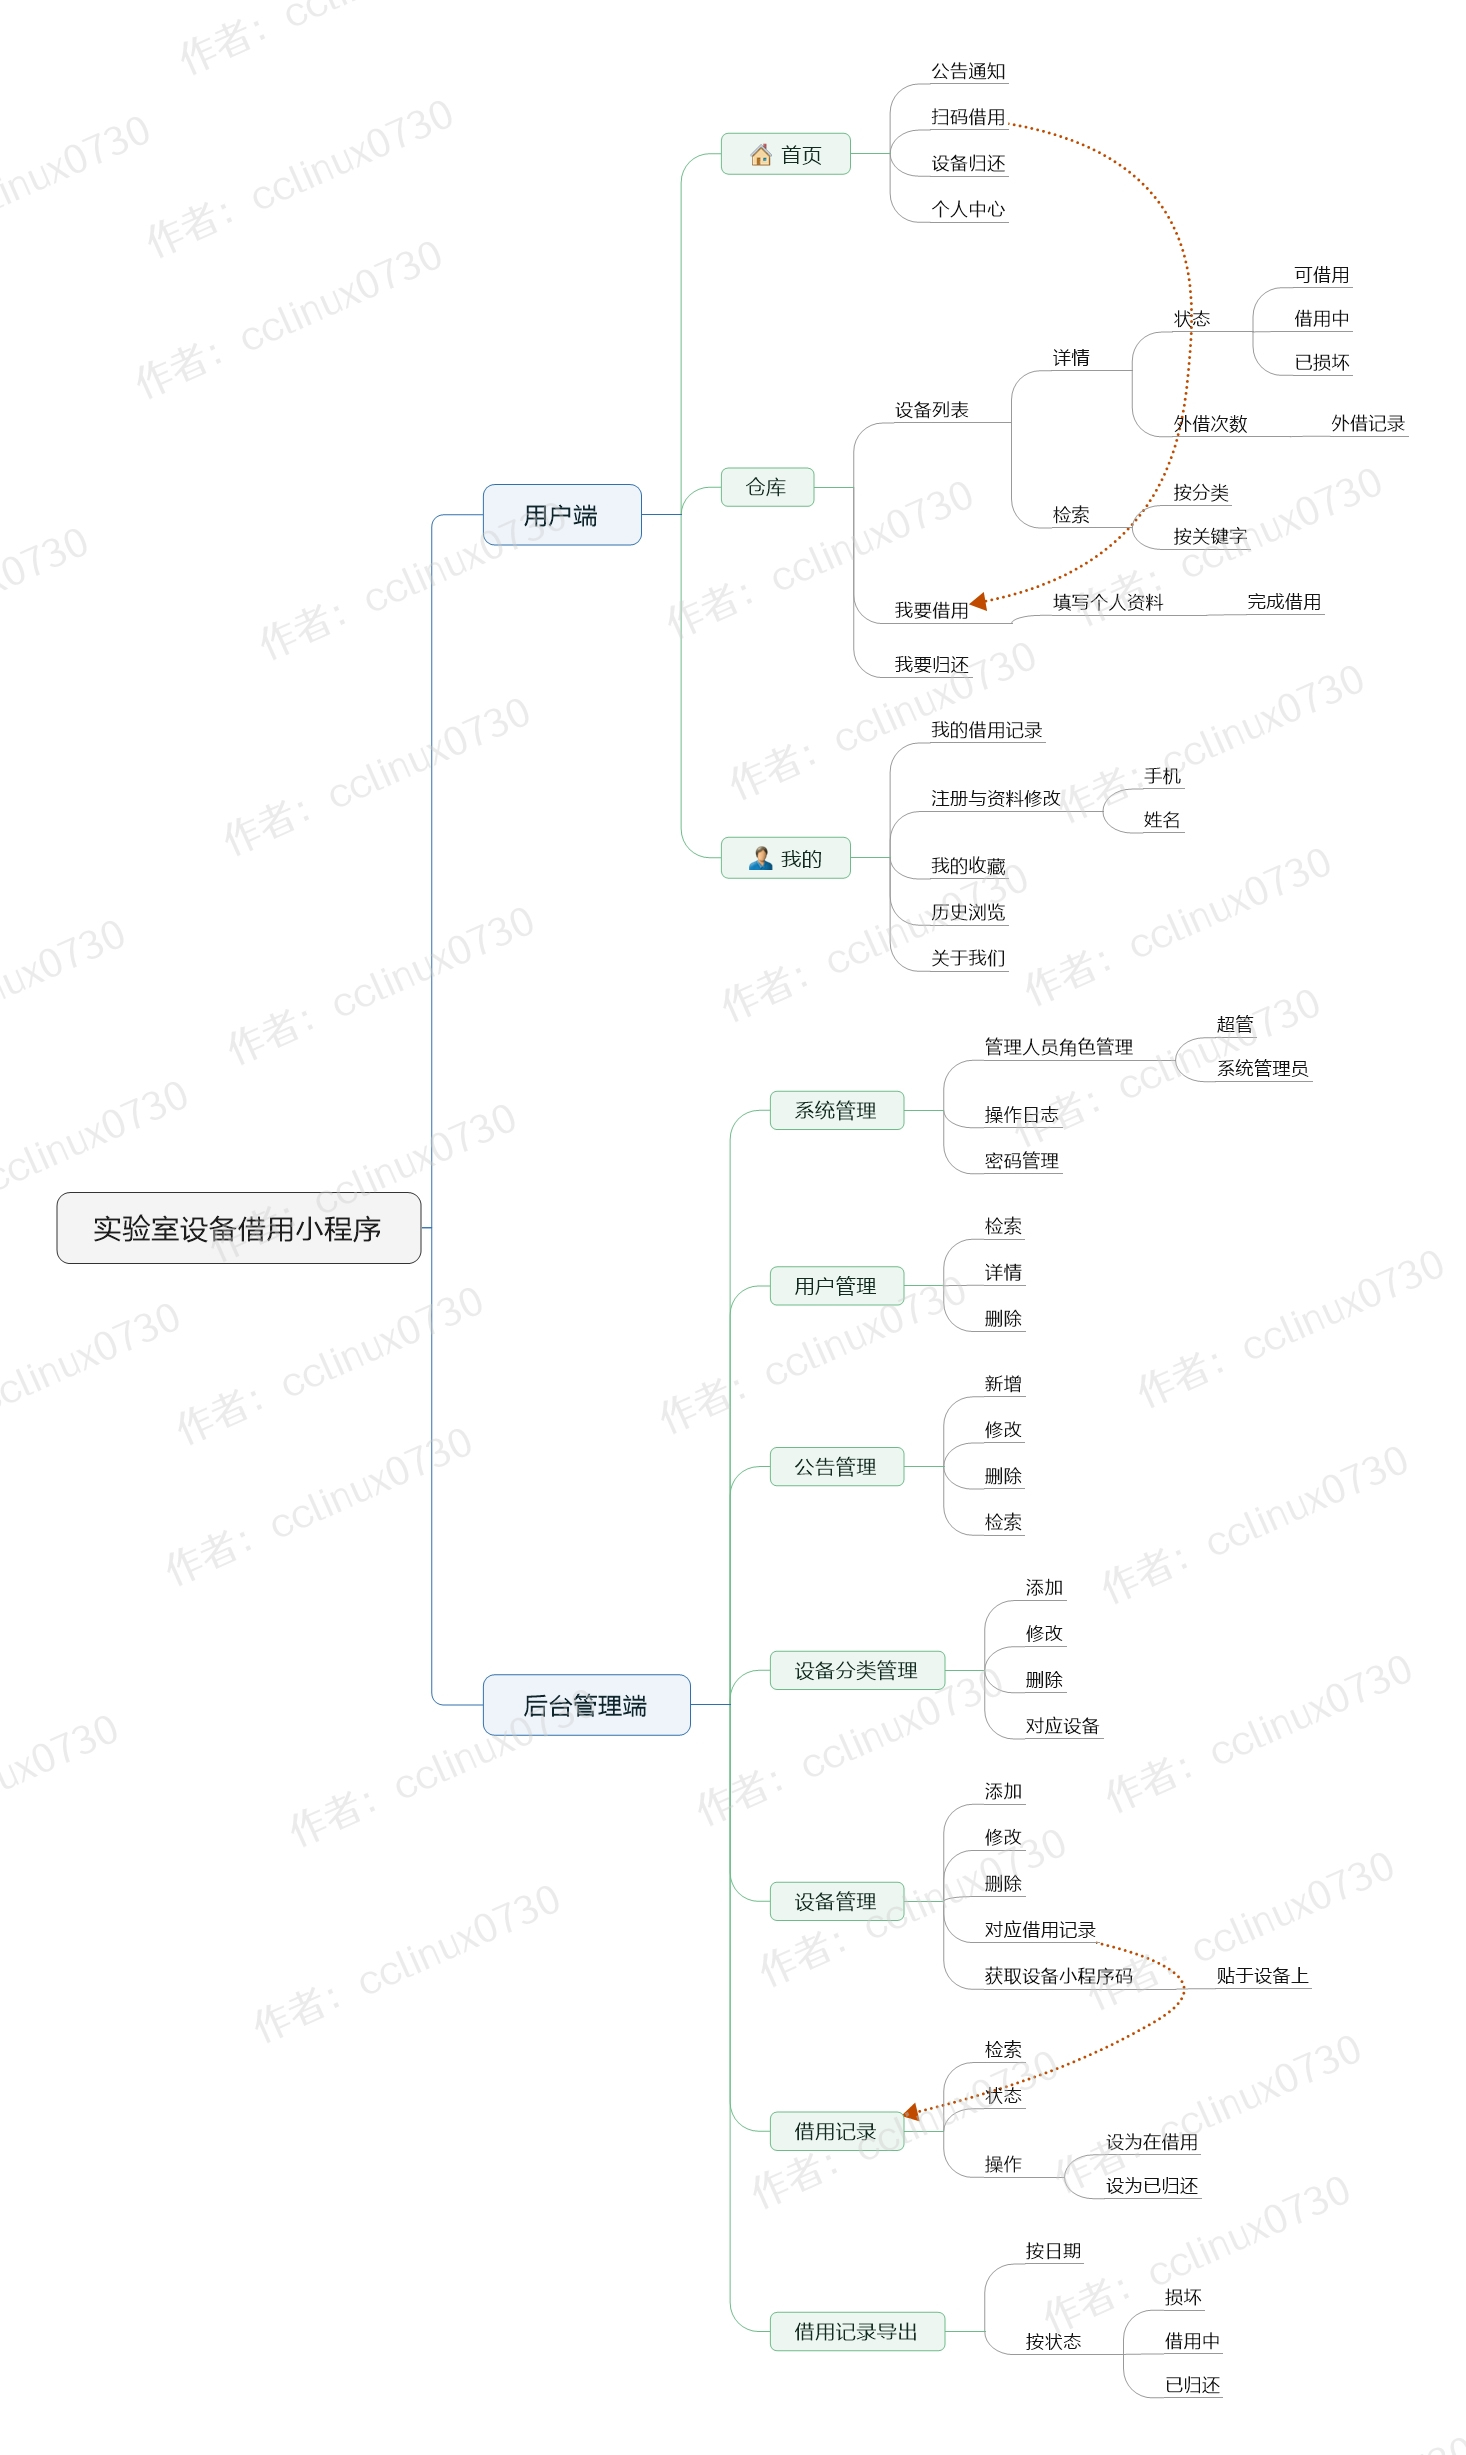 实验室设备借用小程序
用户端
首页
公告通知
扫码借用
设备归还
个人中心
仓库
设备列表
详情
状态
可借用
借用中
已损坏
外借次数
外借记录
检索
按分类
按关键字
我要借用
填写个人资料
完成借用
我要归还
我的
我的借用记录
注册与资料修改
手机
姓名
我的收藏
历史浏览
关于我们
后台管理端
系统管理
管理人员角色管理
超管
系统管理员
操作日志
密码管理
用户管理
检索
详情
删除
公告管理
新增
修改
删除
检索
设备分类管理
添加
修改
删除
对应设备
设备管理
添加
修改
删除
对应借用记录
获取设备小程序码
贴于设备上
借用记录
检索
状态
操作
设为在借用
设为已归还
借用记录导出
按日期
按状态
损坏
借用中
已归还
作者：cclinux0730